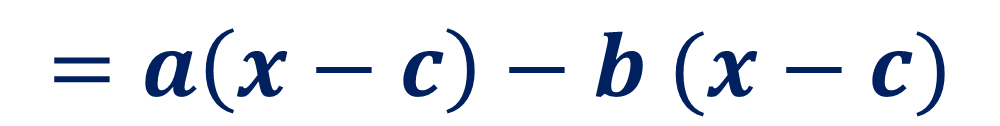 = a(x − c) − b (x − c)